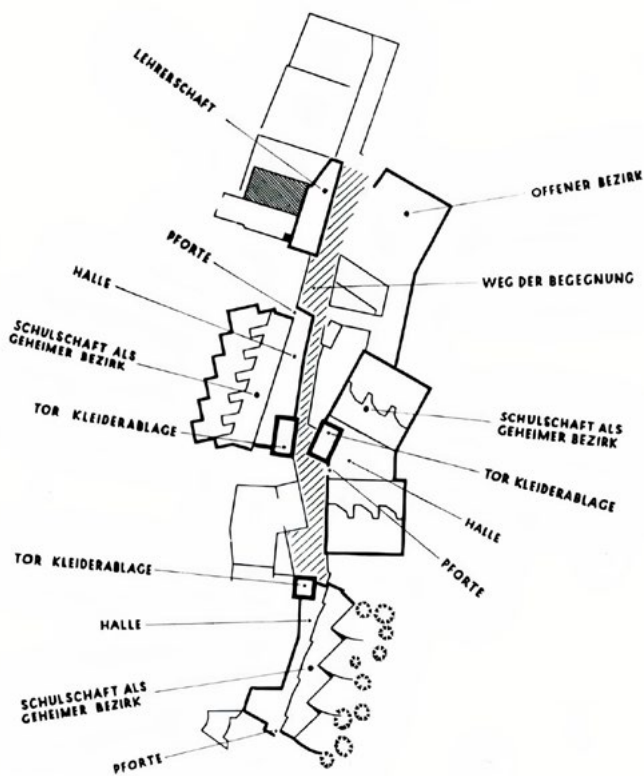 LEHRERSCHAFT
OFFENER BEZIRK
PFORTE
HALLE
WEG DER BEGEGNUNG
SCHULSCHAFT ALS
GEHEIMER BEZIRK
TOR KLEIDERABLAGE
SCHULSCHAFT ALS
GEHEIMER BEZIRK
TOR KLEIDERABLAGE
HALLE
PFORTE
TOR KLEIDERABLAGE
HALLE
SCHULSCHAFT ALS
GEHEIMER BEZIRK
PFORTE